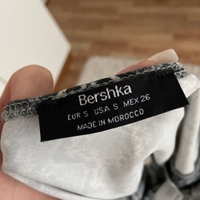 Bershka
EUR S USA S MEX 26
MADE IN MOROCCO